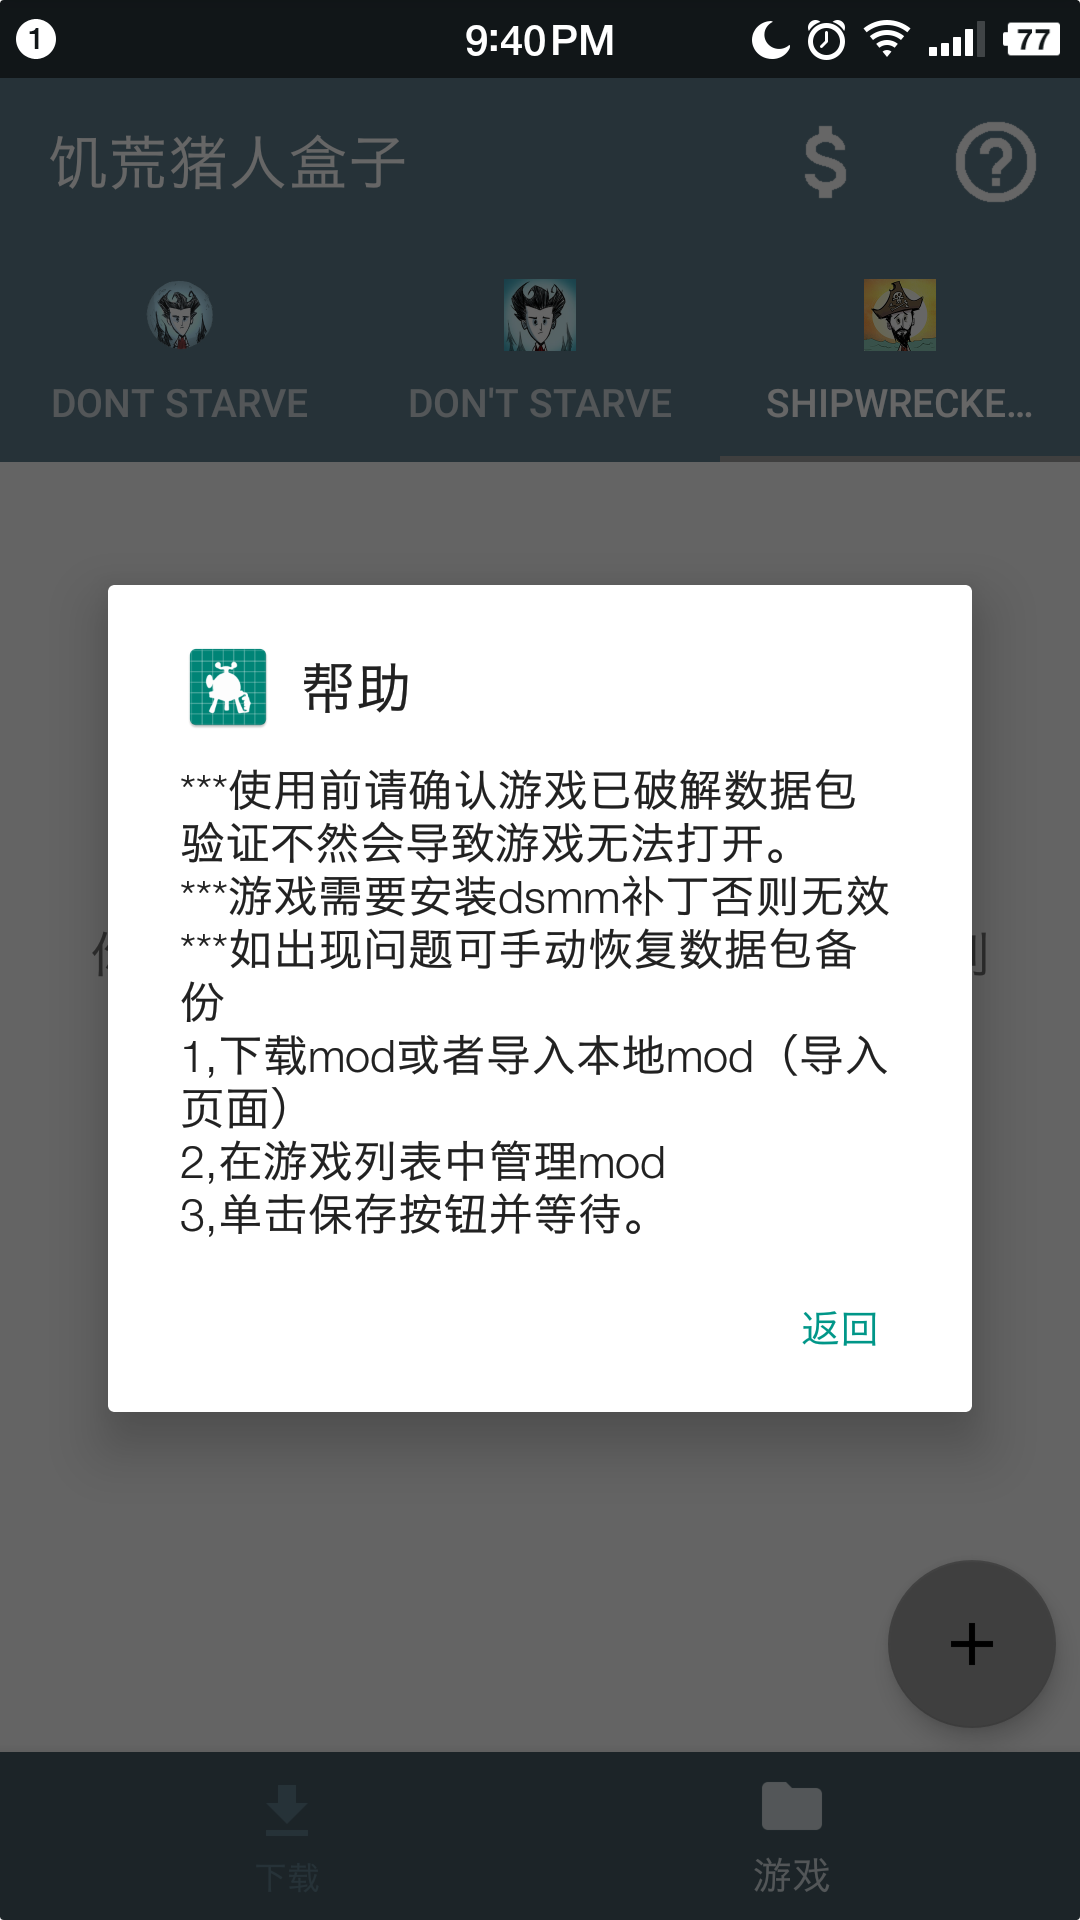 1
9:40PM
77
饥荒猪人盒子
DONT STARVE
DON'T STARVE
SHIPWRECKE...
帮助
***使用前请确认游戏已破解数据包
验证不然会导致游戏无法打开。
***游戏需要安装dsmm补丁否则无效
***如出现问题可手动恢复数据包备
份
1,下载mod或者导入本地mod（导入
页面）
2,在游戏列表中管理mod
3,单击保存按钮并等待。
返回
下载
游戏